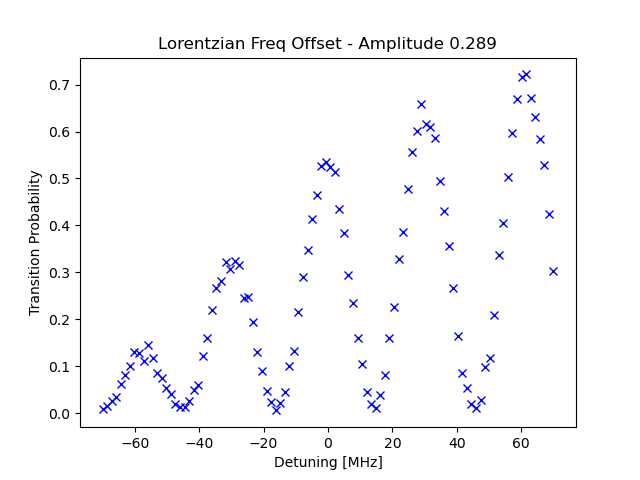 Lorentzian Freq Offset - Amplitude 0.289
Transition Probability
0.7
0.6
0.5
0.4
0.3
0.2
0.1
0.0
−60 −40 −20 0 20 40 60
Detuning [MHz]